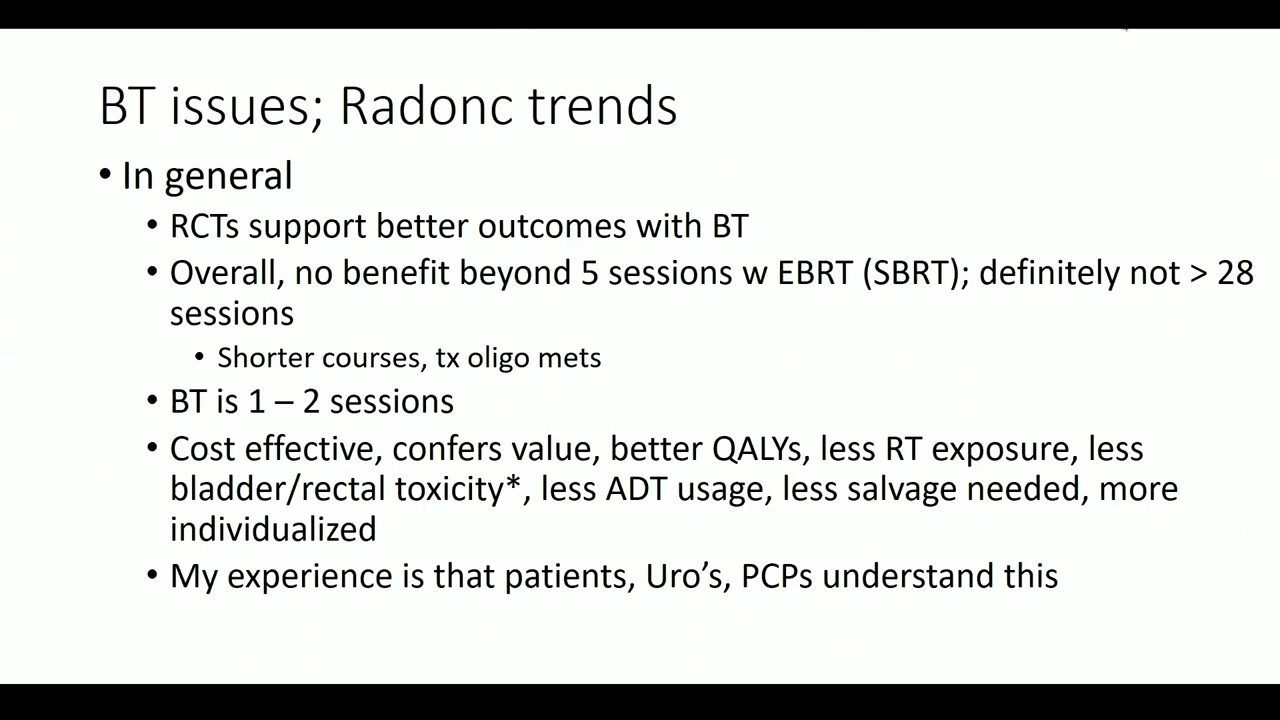 BT issues; Radonc trends
• In general
• RCTs support better outcomes with BT
• Overall, no benefit beyond 5 sessions w EBRT (SBRT); definitely not > 28
sessions
• Shorter courses, tx oligo mets
• BT is 1 – 2 sessions
• Cost effective, confers value, better QALYs, less RT exposure, less
bladder/rectal toxicity*, less ADT usage, less salvage needed, more
individualized
• My experience is that patients, Uro’s, PCPs understand this